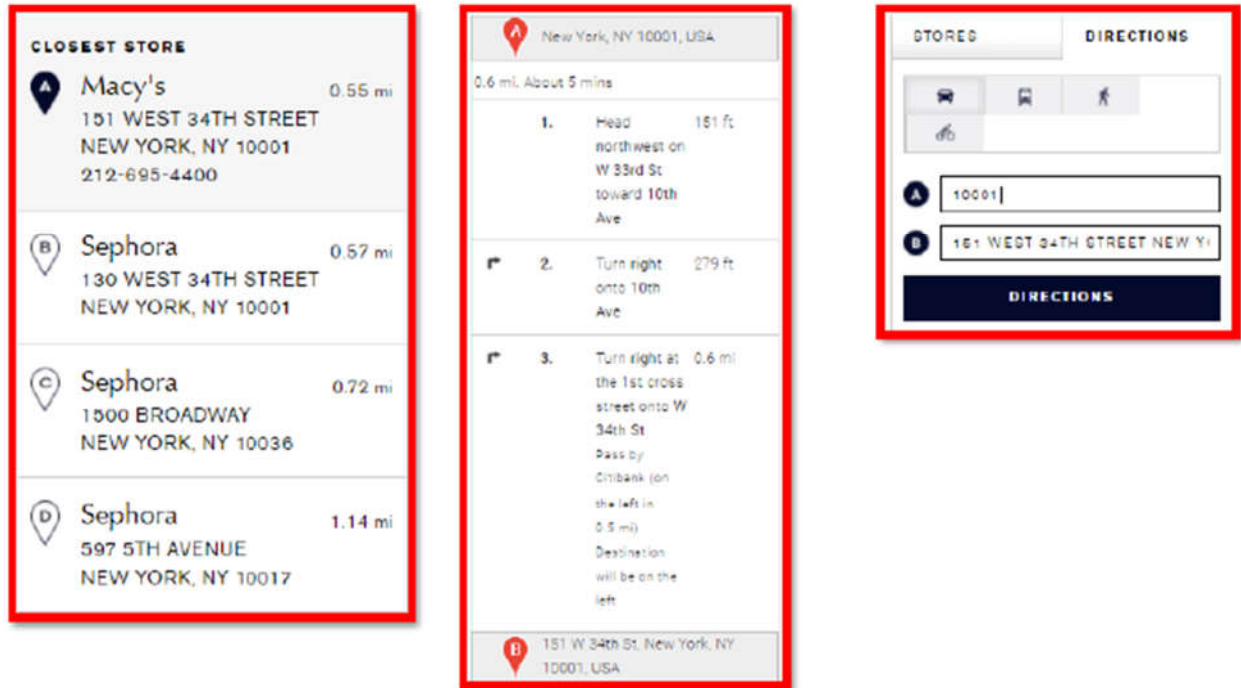 CLOSEST STORE
A
Macy's
0.55 mi
151 WEST 34TH STREET
NEW YORK, NY 10001
212-695-4400
B
Sephora
0.57 mi
130 WEST 34TH STREET
NEW YORK, NY 10001
C
Sephora
0.72 mi
1500 BROADWAY
NEW YORK, NY 10036
D
Sephora
1.14 mi
597 5TH AVENUE
NEW YORK, NY 10017
A
New York, NY 10001, USA
0.6 mi. About 5 mins
1. Head 151 ft
northwest on
W 33rd St
toward 10th
Ave
2. Turn right 279 ft
onto 10th
Ave
3. Turn right at 0.6 mi
the 1st cross
street onto W
34th St
Pass by
Citibank (on
the left in
0.5 mi)
Destination
will be on the
left
B
151 W 34th St, New York, NY
10001, USA
STORES
DIRECTIONS
A
10001
B
151 WEST 34TH STREET NEW Y
DIRECTIONS